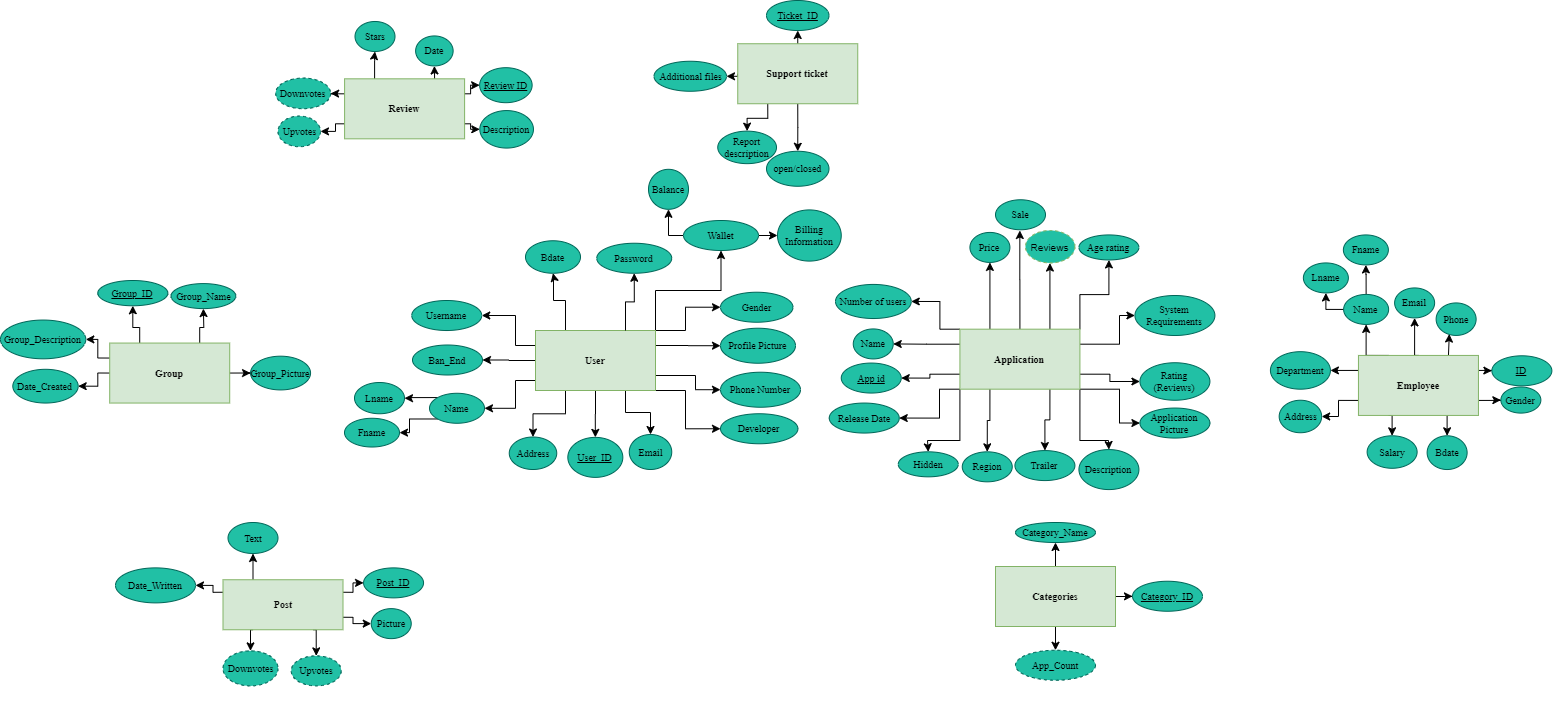 Ticket_ID
Stars
Date
Additional files
Support ticket
Downvotes
Review ID
Review
Upvotes
Description
Report
description
open/closed
Balance
Wallet
Billing
Information
Sale
Bdate
Password
Price
Reviews
Age rating
Fname
Lname
Group_ID
Group_Name
Username
Gender
Number of users
System
Requirements
Name
Email
Phone
Group_Description
Profile Picture
Name
Ban_End
User
Application
Group
Group_Picture
Date_Created
App id
Rating
(Reviews)
Department
Employee
ID
Lname
Name
Phone Number
Gender
Fname
Developer
Release Date
Application
Picture
Address
Address
User_ID
Email
Hidden
Region
Trailer
Description
Salary
Bdate
Text
Category_Name
Date_Written
Post_ID
Post
Picture
Categories
Category_ID
Downvotes
Upvotes
App_Count